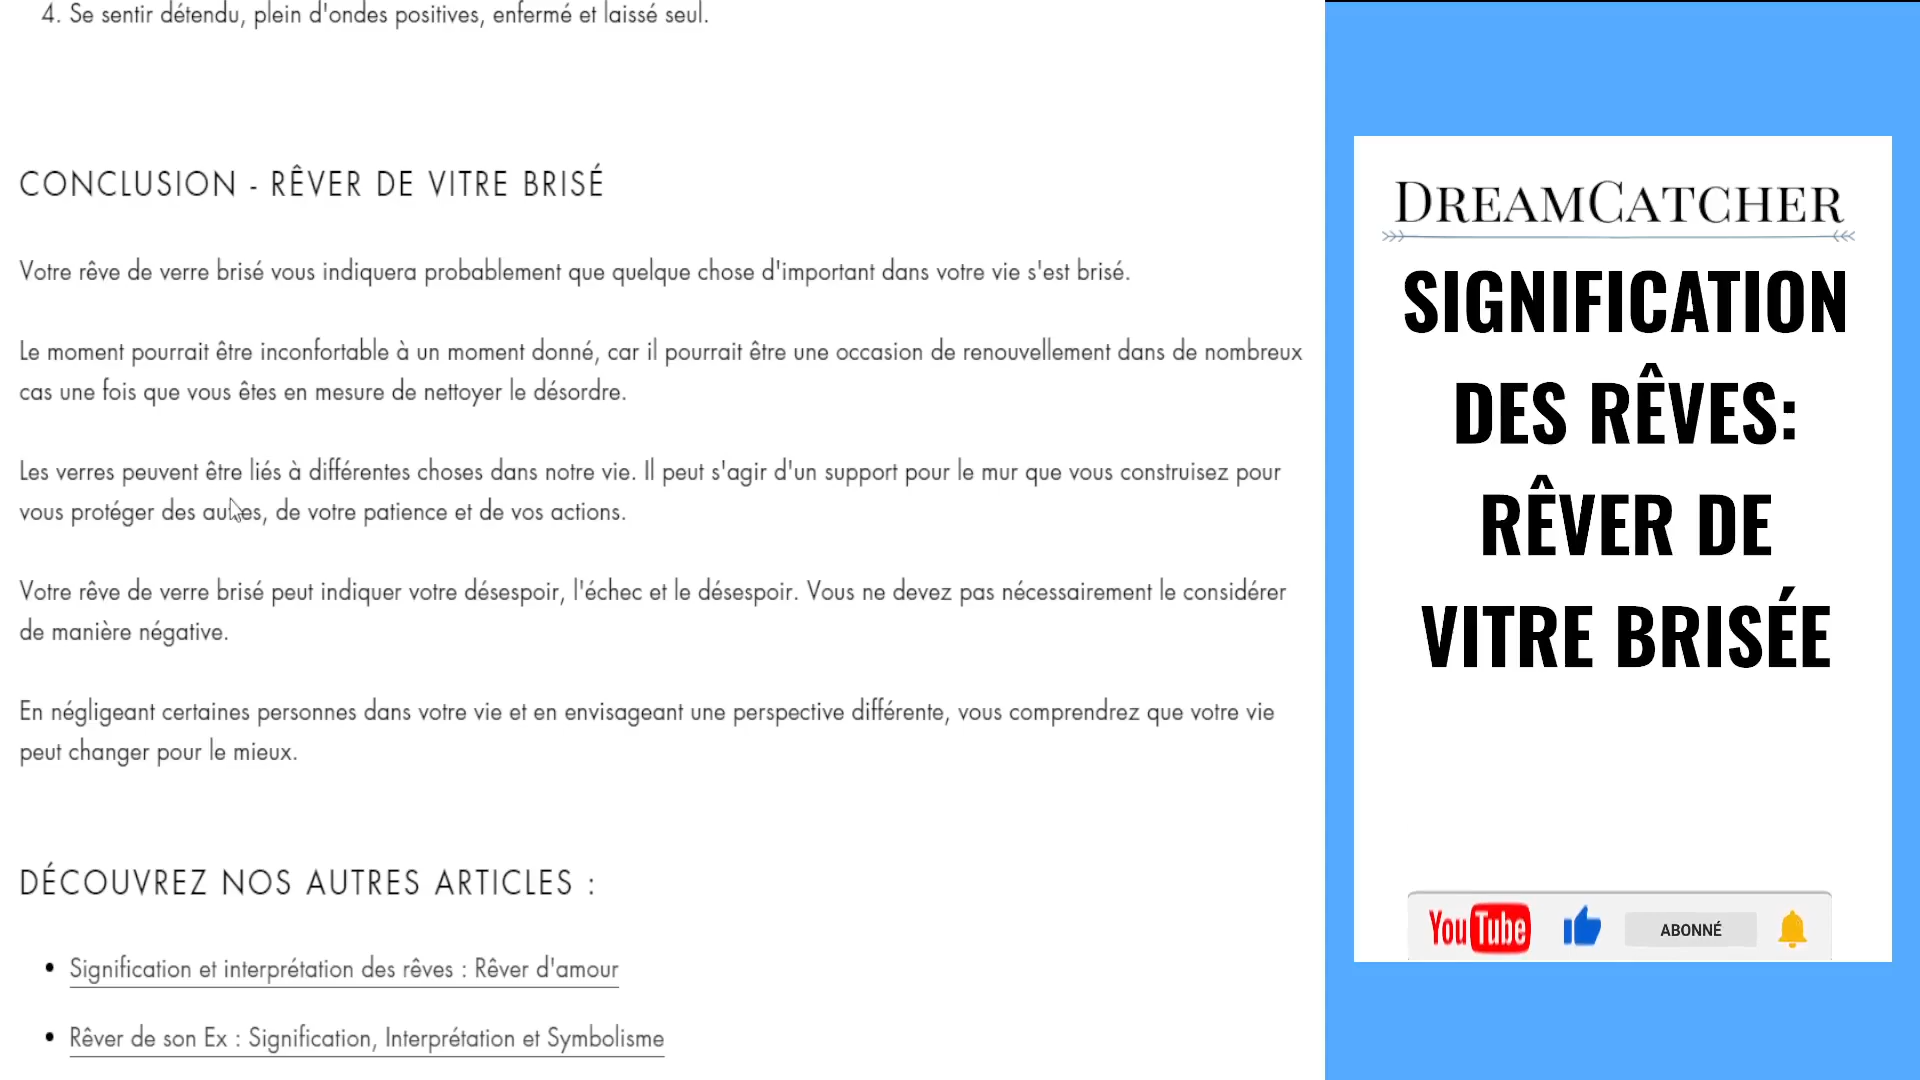 4. Se sentir détendu, plein d'ondes positives, enfermé et laissé seul.
CONCLUSION - RÊVER DE VITRE BRISÉ
Votre rêve de verre brisé vous indiquera probablement que quelque chose d'important dans votre vie s'est brisé.
Le moment pourrait être inconfortable à un moment donné, car il pourrait être une occasion de renouvellement dans de nombreux
cas une fois que vous êtes en mesure de nettoyer le désordre.
Les verres peuvent être liés à différentes choses dans notre vie. Il peut s'agir d'un support pour le mur que vous construisez pour
vous protéger des autres, de votre patience et de vos actions.
Votre rêve de verre brisé peut indiquer votre désespoir, l'échec et le désespoir. Vous ne devez pas nécessairement le considérer
de manière négative.
En négligeant certaines personnes dans votre vie et en envisageant une perspective différente, vous comprendrez que votre vie
peut changer pour le mieux.
DÉCOUVREZ NOS AUTRES ARTICLES :
• Signification et interprétation des rêves : Rêver d'amour
• Rêver de son Ex : Signification, Interprétation et Symbolisme
DREAMCATCHER
SIGNIFICATION
DES RÊVES:
RÊVER DE
VITRE BRISÉE
YouTube
ABONNÉ